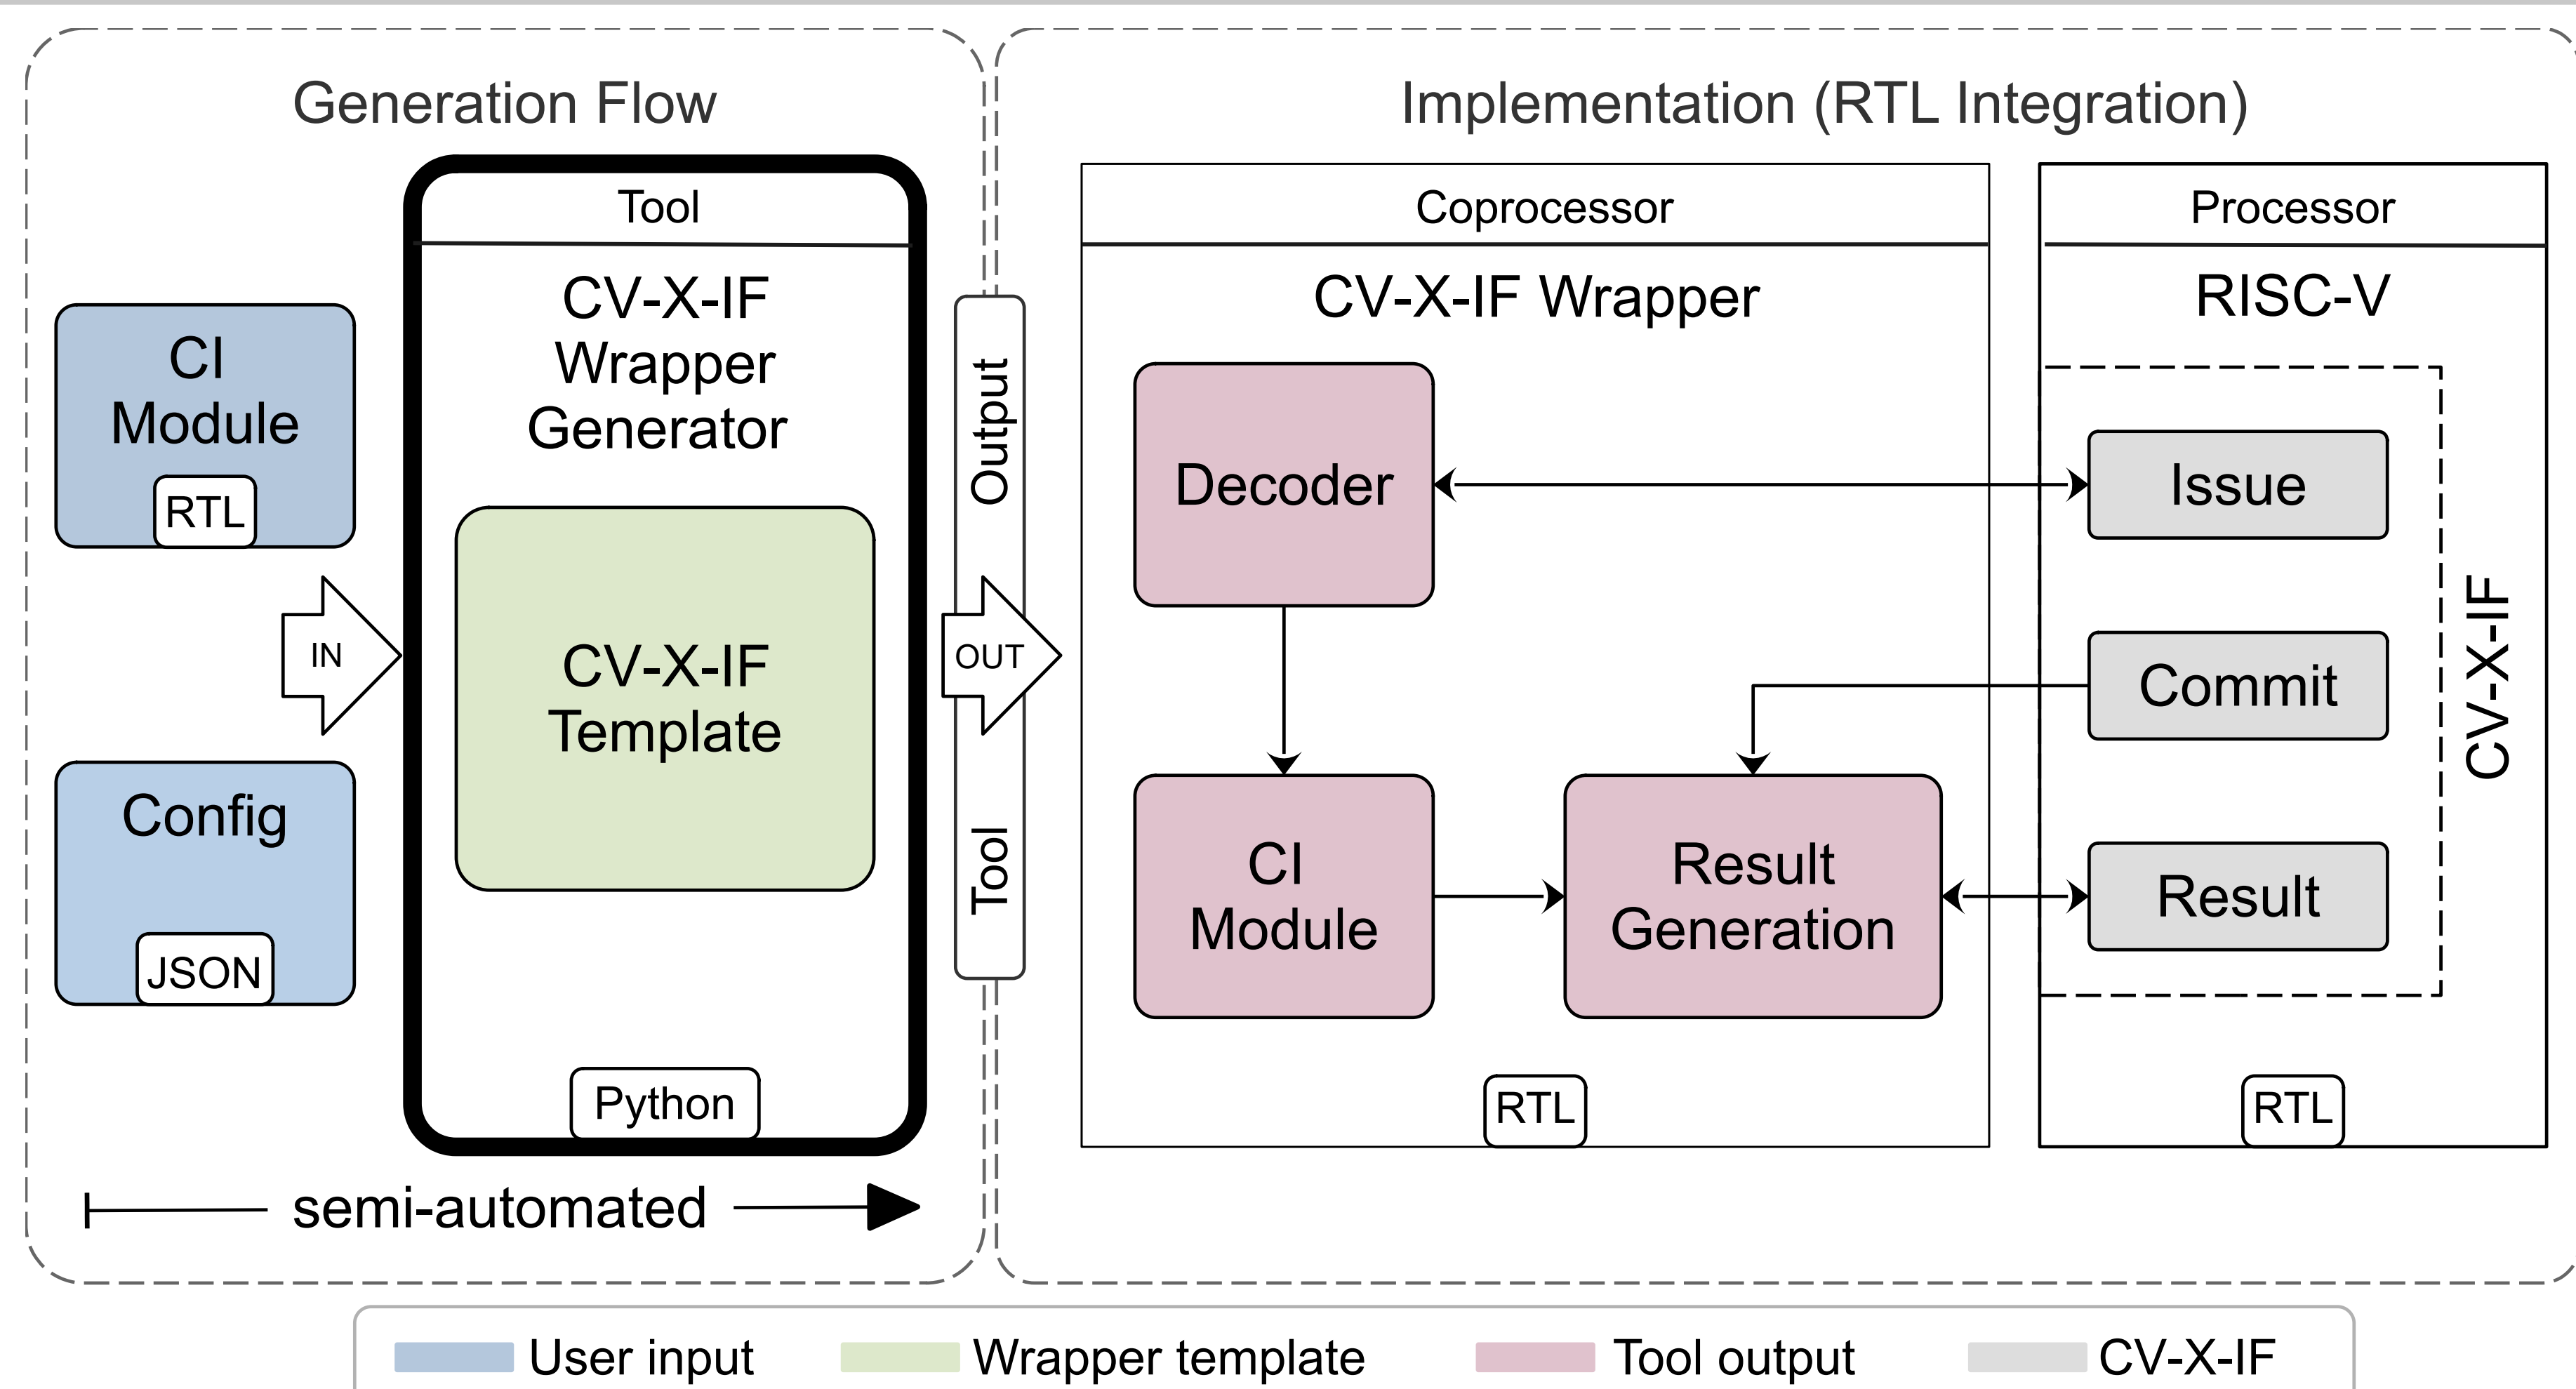 Generation Flow
Implementation (RTL Integration)
Tool
CV-X-IF
Wrapper
Generator
CI
Module
RTL
IN
Config
JSON
CV-X-IF
Template
Python
semi-automated
Tool Output
OUT
Coprocessor
CV-X-IF Wrapper
Decoder
CI
Module
Result
Generation
RTL
Processor
RISC-V
Issue
Commit
Result
CV-X-IF
RTL
User input
Wrapper template
Tool output
CV-X-IF